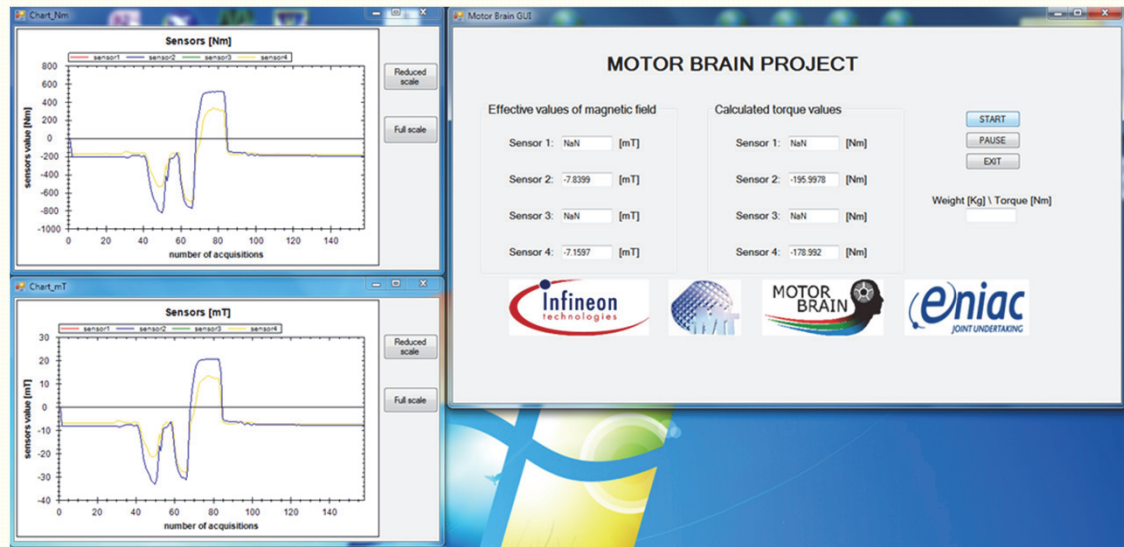 Chart_Nm
Sensors [Nm]
sensor1 sensor2 sensor3 sensor4
800
600
400
200
0
-200
-400
-600
-800
-1000
sensors value [Nm]
0 20 40 60 80 100 120 140
number of acquisitions
Reduced scale
Full scale
Chart_mT
Sensors [mT]
sensor1 sensor2 sensor3 sensor4
30
20
10
0
-10
-20
-30
-40
sensors value [mT]
0 20 40 60 80 100 120 140
number of acquisitions
Reduced scale
Full scale
Motor Brain GUI
MOTOR BRAIN PROJECT
Effective values of magnetic field
Sensor 1: NaN [mT]
Sensor 2: -7.8399 [mT]
Sensor 3: NaN [mT]
Sensor 4: -7.1597 [mT]
Calculated torque values
Sensor 1: NaN [Nm]
Sensor 2: -195.9978 [Nm]
Sensor 3: NaN [Nm]
Sensor 4: -178.992 [Nm]
START
PAUSE
EXIT
Weight [Kg] \ Torque [Nm]
Infineon
technologies
MOTOR
BRAIN
eniac
JOINT UNDERTAKING